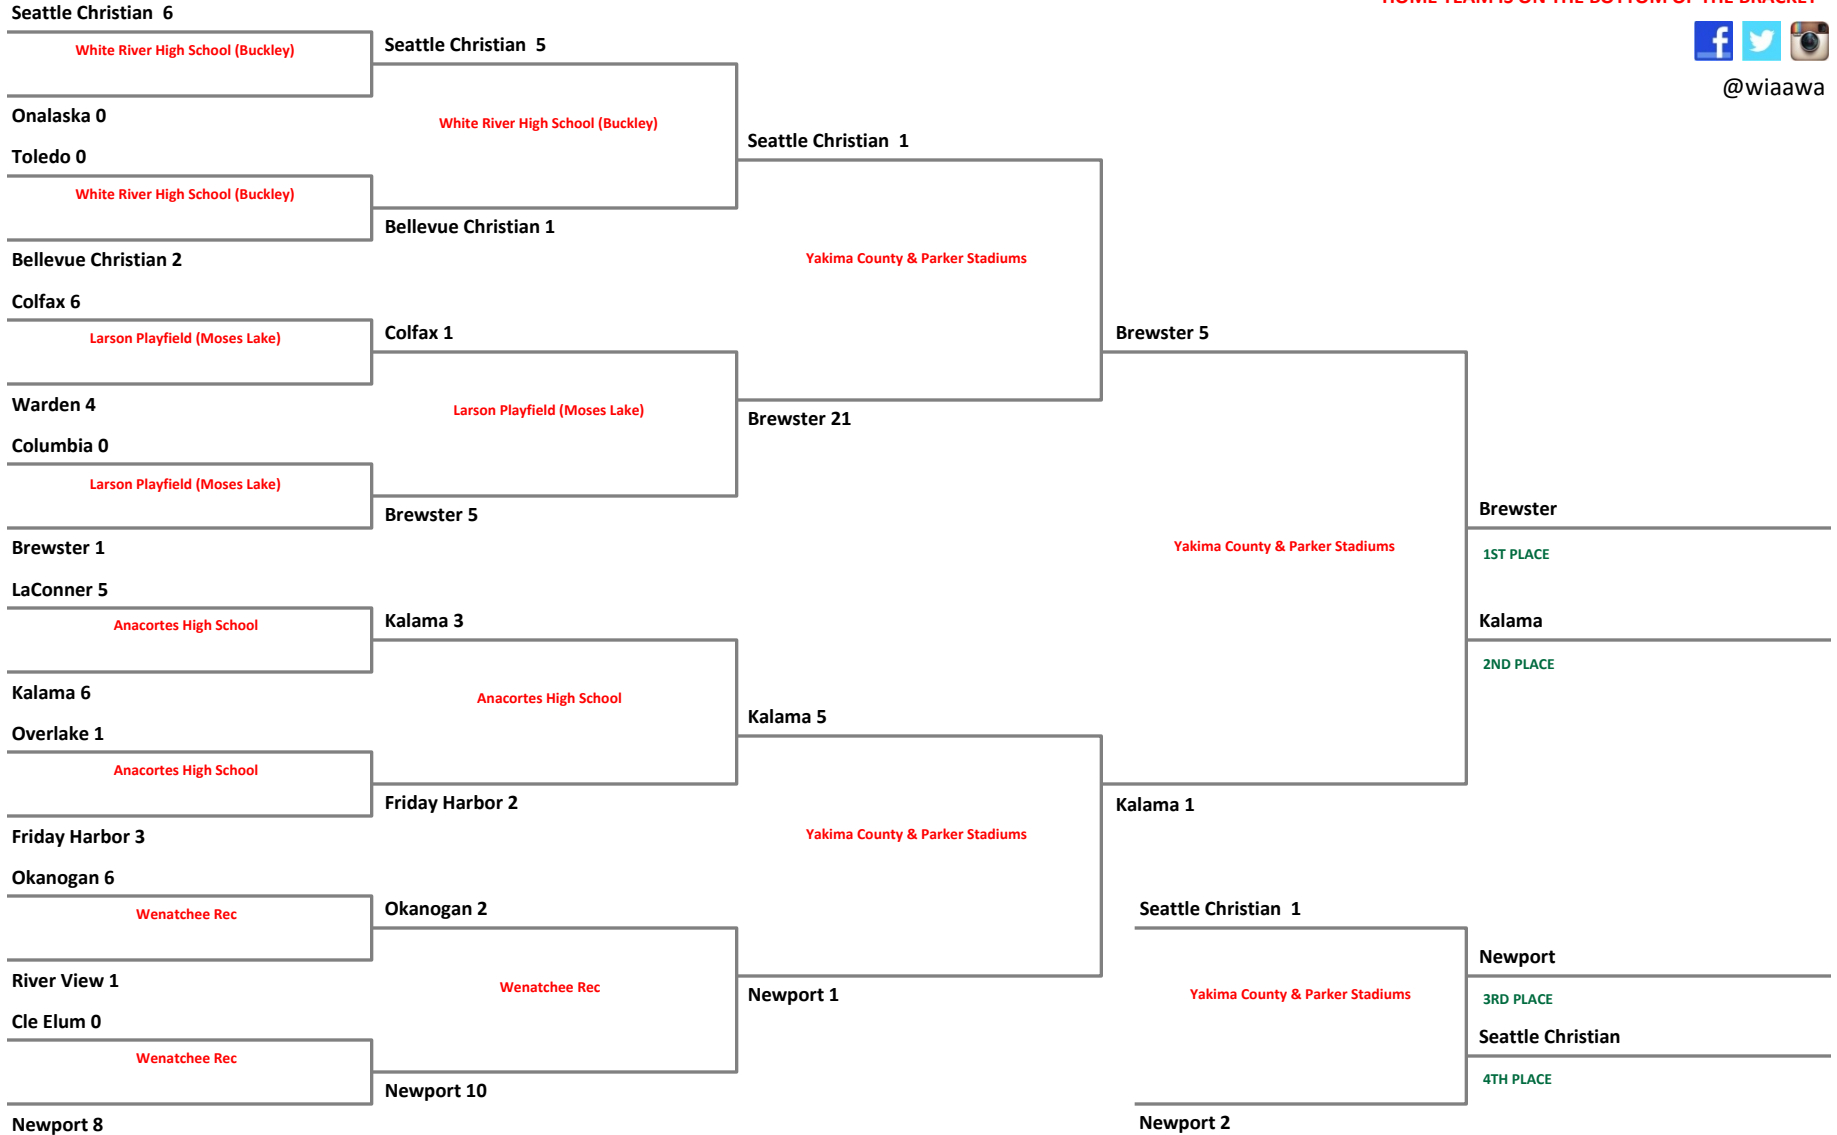 HOME TEAM IS ON THE BOTTOM OF THE BRACKET
@wiaawa
Seattle Christian  6
White River High School (Buckley)
Onalaska 0
Toledo 0
White River High School (Buckley)
Bellevue Christian 2
Colfax 6
Larson Playfield (Moses Lake)
Warden 4
Columbia 0
Larson Playfield (Moses Lake)
Brewster 1
LaConner 5
Anacortes High School
Kalama 6
Overlake 1
Anacortes High School
Friday Harbor 3
Okanogan 6
Wenatchee Rec
River View 1
Cle Elum 0
Wenatchee Rec
Newport 8
Seattle Christian  5
White River High School (Buckley)
Bellevue Christian 1
Colfax 1
Larson Playfield (Moses Lake)
Brewster 5
Kalama 3
Anacortes High School
Friday Harbor 2
Okanogan 2
Wenatchee Rec
Newport 10
Seattle Christian  1
Yakima County & Parker Stadiums
Brewster 21
Kalama 5
Yakima County & Parker Stadiums
Newport 1
Brewster 5
Yakima County & Parker Stadiums
Kalama 1
Seattle Christian  1
Yakima County & Parker Stadiums
Newport 2
Brewster
1ST PLACE
Kalama
2ND PLACE
Newport
3RD PLACE
Seattle Christian
4TH PLACE